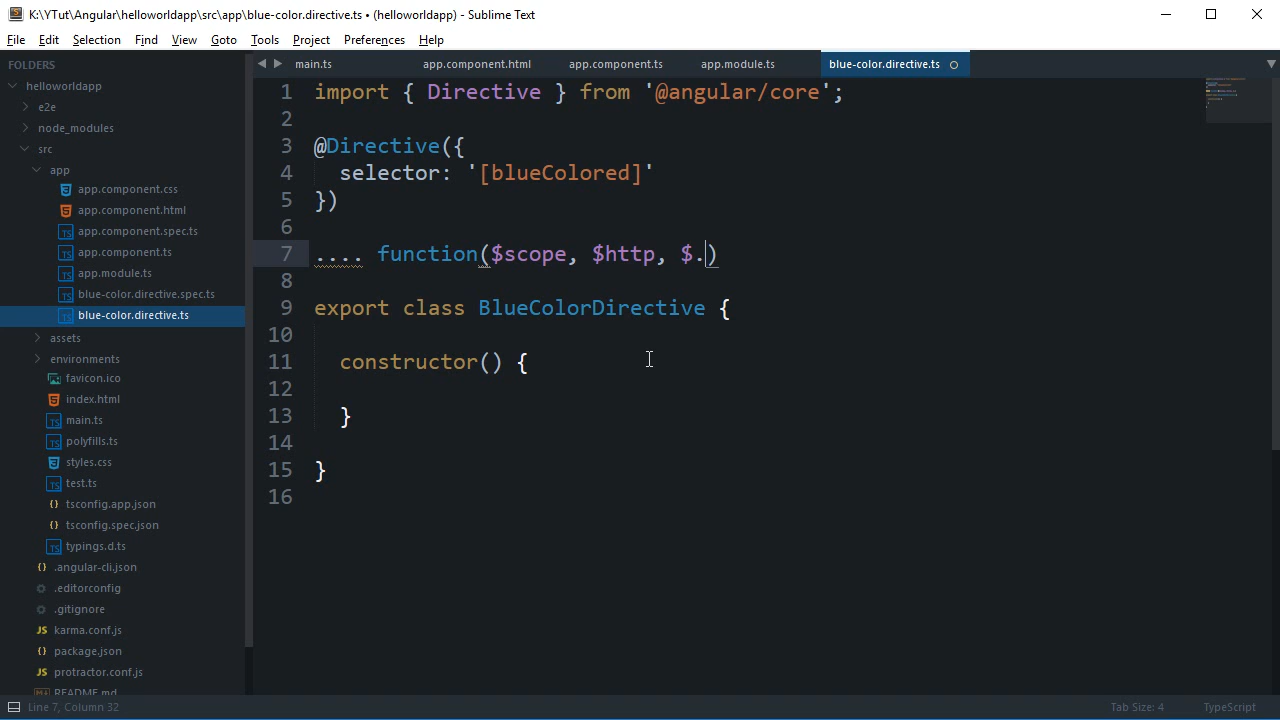 K:\YTut\Angular\helloworldapp\src\app\blue-color.directive.ts • (helloworldapp) - Sublime Text
File Edit Selection Find View Goto Tools Project Preferences Help
FOLDERS
helloworldapp
e2e
node_modules
src
app
app.component.css
app.component.html
app.component.spec.ts
app.component.ts
app.module.ts
blue-color.directive.spec.ts
blue-color.directive.ts
assets
environments
favicon.ico
index.html
main.ts
polyfills.ts
styles.css
test.ts
tsconfig.app.json
tsconfig.spec.json
typings.d.ts
.angular-cli.json
.editorconfig
.gitignore
karma.conf.js
package.json
protractor.conf.js
README.md
main.ts app.component.html app.component.ts app.module.ts blue-color.directive.ts
1 import { Directive } from '@angular/core';
2
3 @Directive({
4 selector: '[blueColored]'
5 })
6
7 .... function($scope, $http, $.)
8
9 export class BlueColorDirective {
10
11 constructor() {
12
13 }
14
15 }
16
Line 7, Column 32 Tab Size: 4 TypeScript